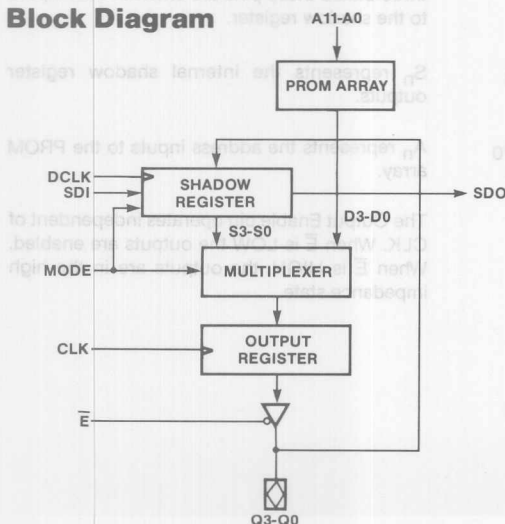 Block Diagram
A11-A0
PROM ARRAY
DCLK
SDI
SHADOW
REGISTER
SDO
S3-S0
D3-D0
MODE
MULTIPLEXER
CLK
OUTPUT
REGISTER
E̅
Q3-Q0